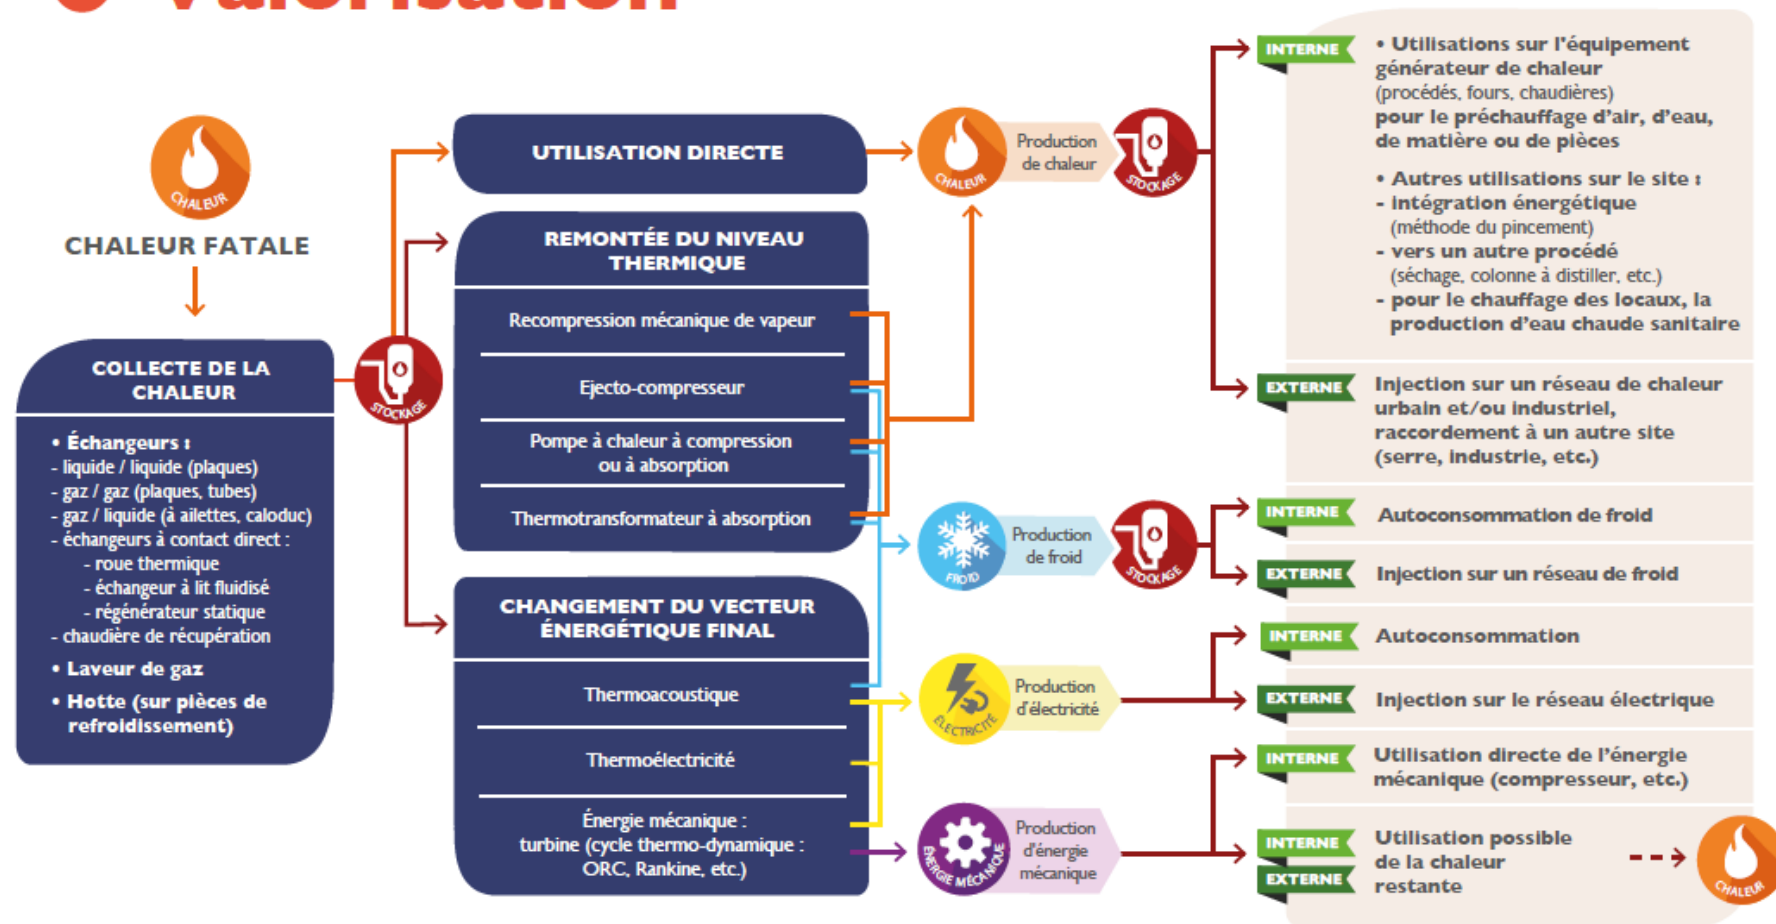 Valorisation
CHALEUR
CHALEUR FATALE
COLLECTE DE LA
CHALEUR
• Échangeurs :
- liquide / liquide (plaques)
- gaz / gaz (plaques, tubes)
- gaz / liquide (à ailettes, caloduc)
- échangeurs à contact direct :
- roue thermique
- échangeur à lit fluidisé
- régénérateur statique
- chaudière de récupération
• Laveur de gaz
• Hotte (sur pièces de
refroidissement)
STOCKAGE
UTILISATION DIRECTE
REMONTÉE DU NIVEAU
THERMIQUE
Recompression mécanique de vapeur
Ejecto-compresseur
Pompe à chaleur à compression
ou à absorption
Thermotransformateur à absorption
CHANGEMENT DU VECTEUR
ÉNERGÉTIQUE FINAL
Thermoacoustique
Thermoélectricité
Énergie mécanique :
turbine (cycle thermo-dynamique :
ORC, Rankine, etc.)
CHALEUR
Production
de chaleur
STOCKAGE
FROID
Production
de froid
STOCKAGE
ÉLECTRICITÉ
Production
d'électricité
ÉNERGIE MÉCANIQUE
Production
d'énergie
mécanique
INTERNE
• Utilisations sur l'équipement
générateur de chaleur
(procédés, fours, chaudières)
pour le préchauffage d'air, d'eau,
de matière ou de pièces
• Autres utilisations sur le site :
- intégration énergétique
(méthode du pincement)
- vers un autre procédé
(séchage, colonne à distiller, etc.)
- pour le chauffage des locaux, la
production d'eau chaude sanitaire
EXTERNE
Injection sur un réseau de chaleur
urbain et/ou industriel,
raccordement à un autre site
(serre, industrie, etc.)
INTERNE
Autoconsommation de froid
EXTERNE
Injection sur un réseau de froid
INTERNE
Autoconsommation
EXTERNE
Injection sur le réseau électrique
INTERNE
Utilisation directe de l'énergie
mécanique (compresseur, etc.)
INTERNE
EXTERNE
Utilisation possible
de la chaleur
restante
CHALEUR